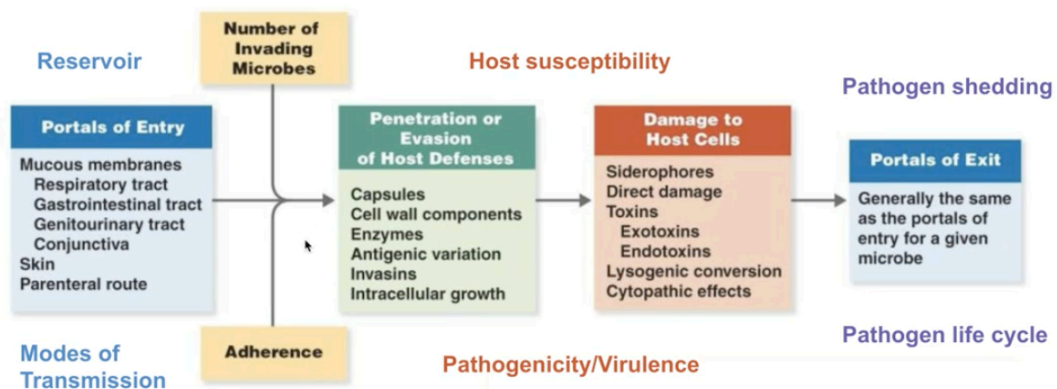 Number of
Invading
Microbes
Reservoir
Host susceptibility
Pathogen shedding
Portals of Entry
Mucous membranes
Respiratory tract
Gastrointestinal tract
Genitourinary tract
Conjunctiva
Skin
Parenteral route
Penetration or
Evasion
of Host Defenses
Capsules
Cell wall components
Enzymes
Antigenic variation
Invasins
Intracellular growth
Damage to
Host Cells
Siderophores
Direct damage
Toxins
Exotoxins
Endotoxins
Lysogenic conversion
Cytopathic effects
Portals of Exit
Generally the same
as the portals of
entry for a given
microbe
Adherence
Modes of
Transmission
Pathogenicity/Virulence
Pathogen life cycle